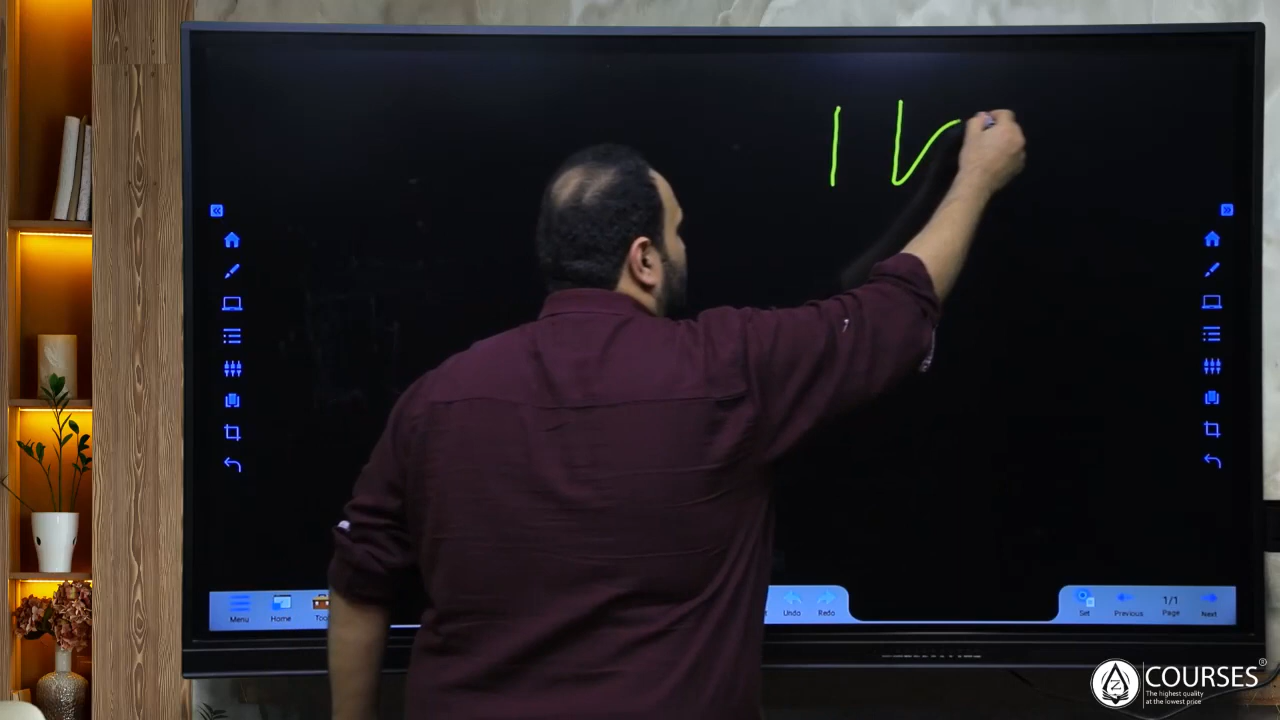 Menu
Home
Undo
Redo
Set
Previous
1/1
Page
Next
Z
COURSES®
The highest quality
at the lowest price